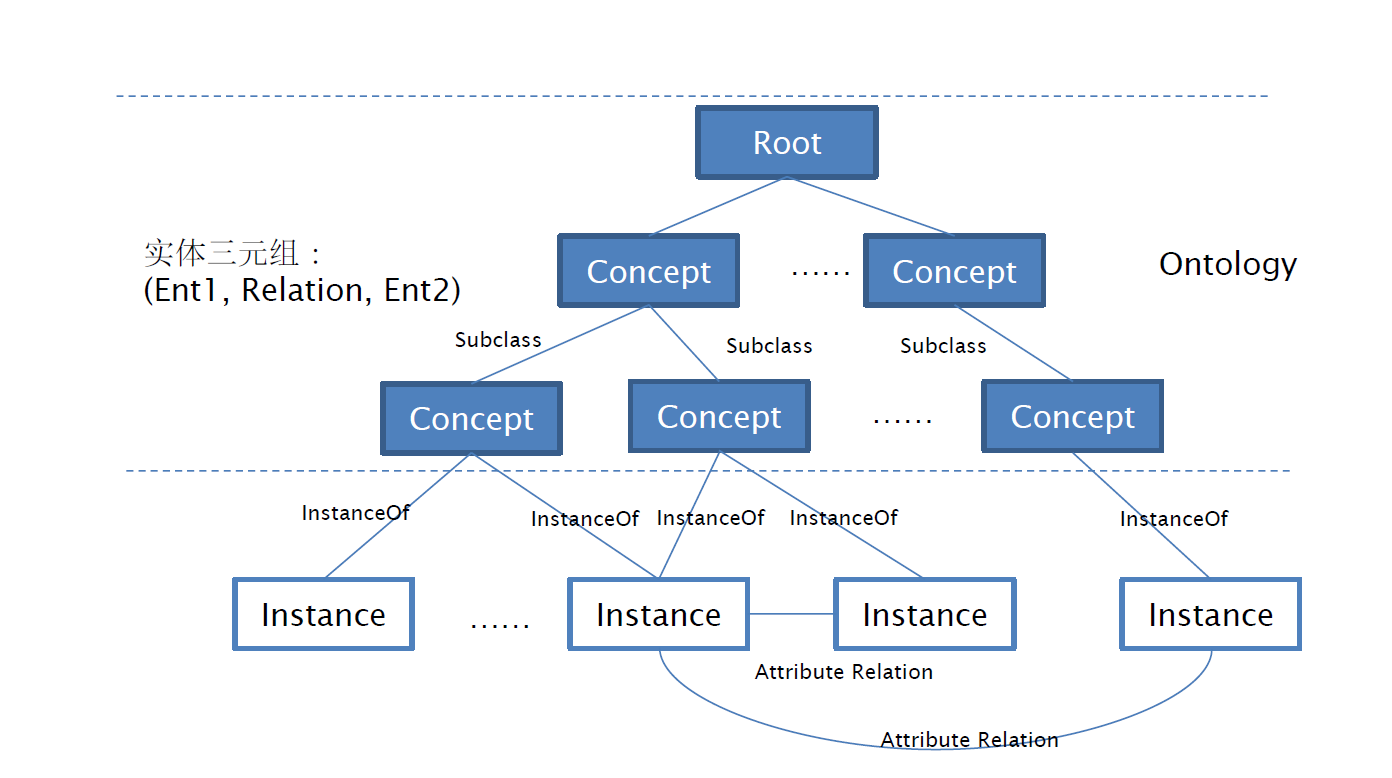 Root
实体三元组：
(Ent1, Relation, Ent2)
Concept …… Concept
Ontology
Subclass Subclass Subclass
Concept Concept …… Concept
InstanceOf InstanceOf InstanceOf InstanceOf InstanceOf
Instance …… Instance Instance Instance
Attribute Relation
Attribute Relation